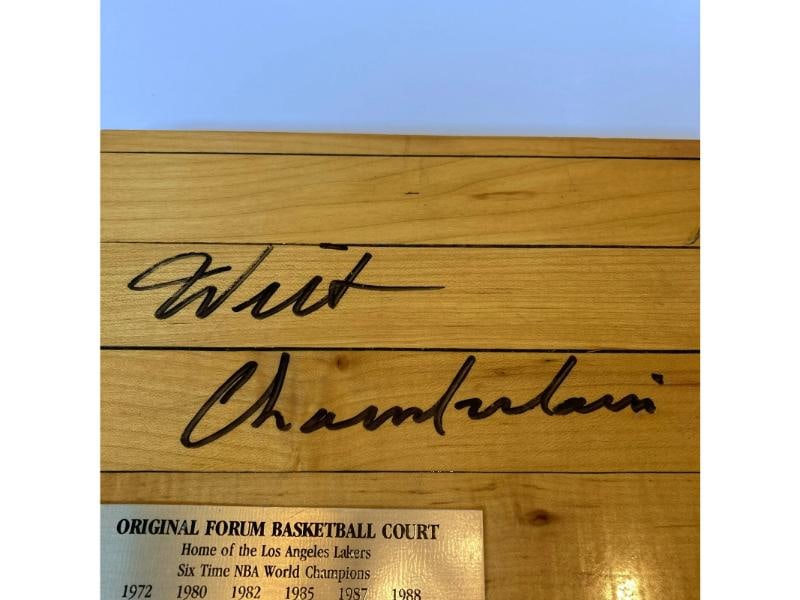 Wilt
Chamberlain
ORIGINAL FORUM BASKETBALL COURT
Home of the Los Angeles Lakers
Six Time NBA World Champions
1972 1980 1982 1985 1987 1988